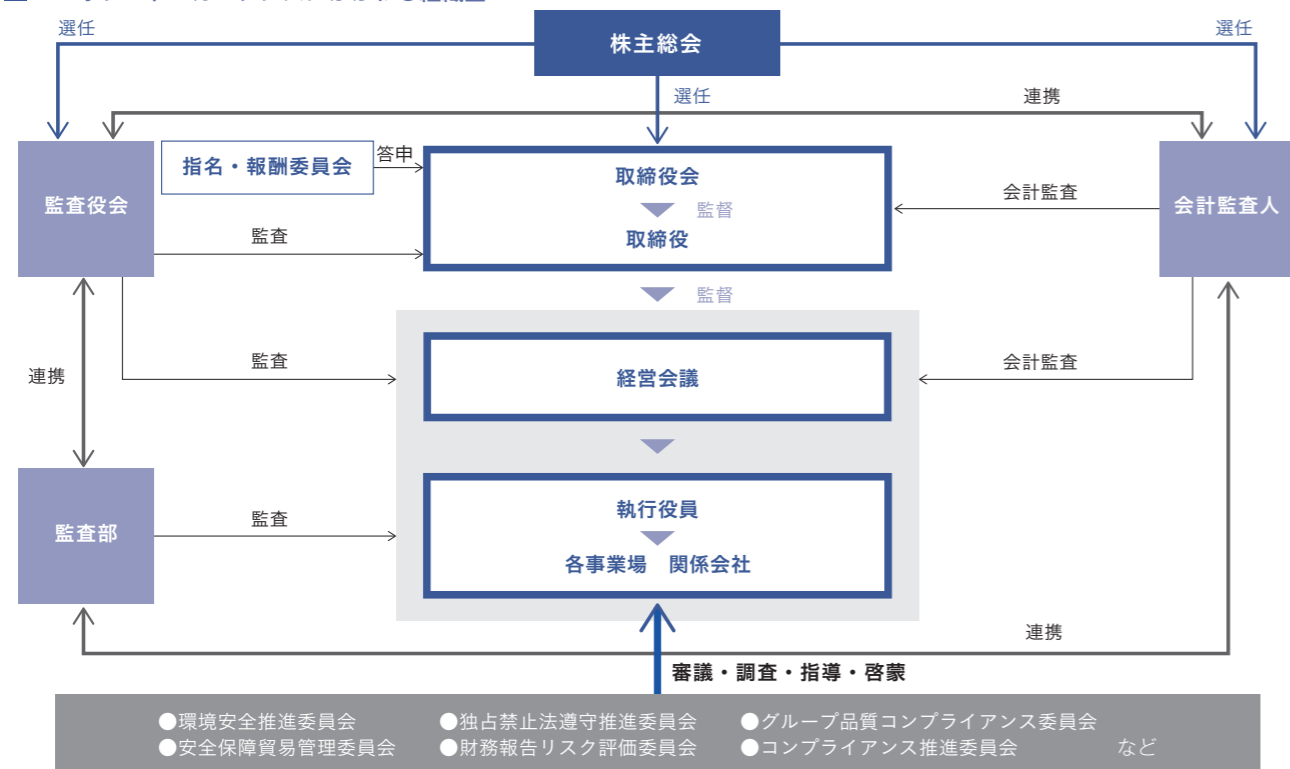 選任
株主総会
選任
選任
連携
指名・報酬委員会
答申
取締役会
監督
取締役
監査役会
会計監査
会計監査人
監査
監督
監査
経営会議
会計監査
連携
執行役員
監査
監査部
各事業場　関係会社
連携
審議・調査・指導・啓蒙
●環境安全推進委員会　●独占禁止法遵守推進委員会　●グループ品質コンプライアンス委員会
●安全保障貿易管理委員会　●財務報告リスク評価委員会　●コンプライアンス推進委員会　など